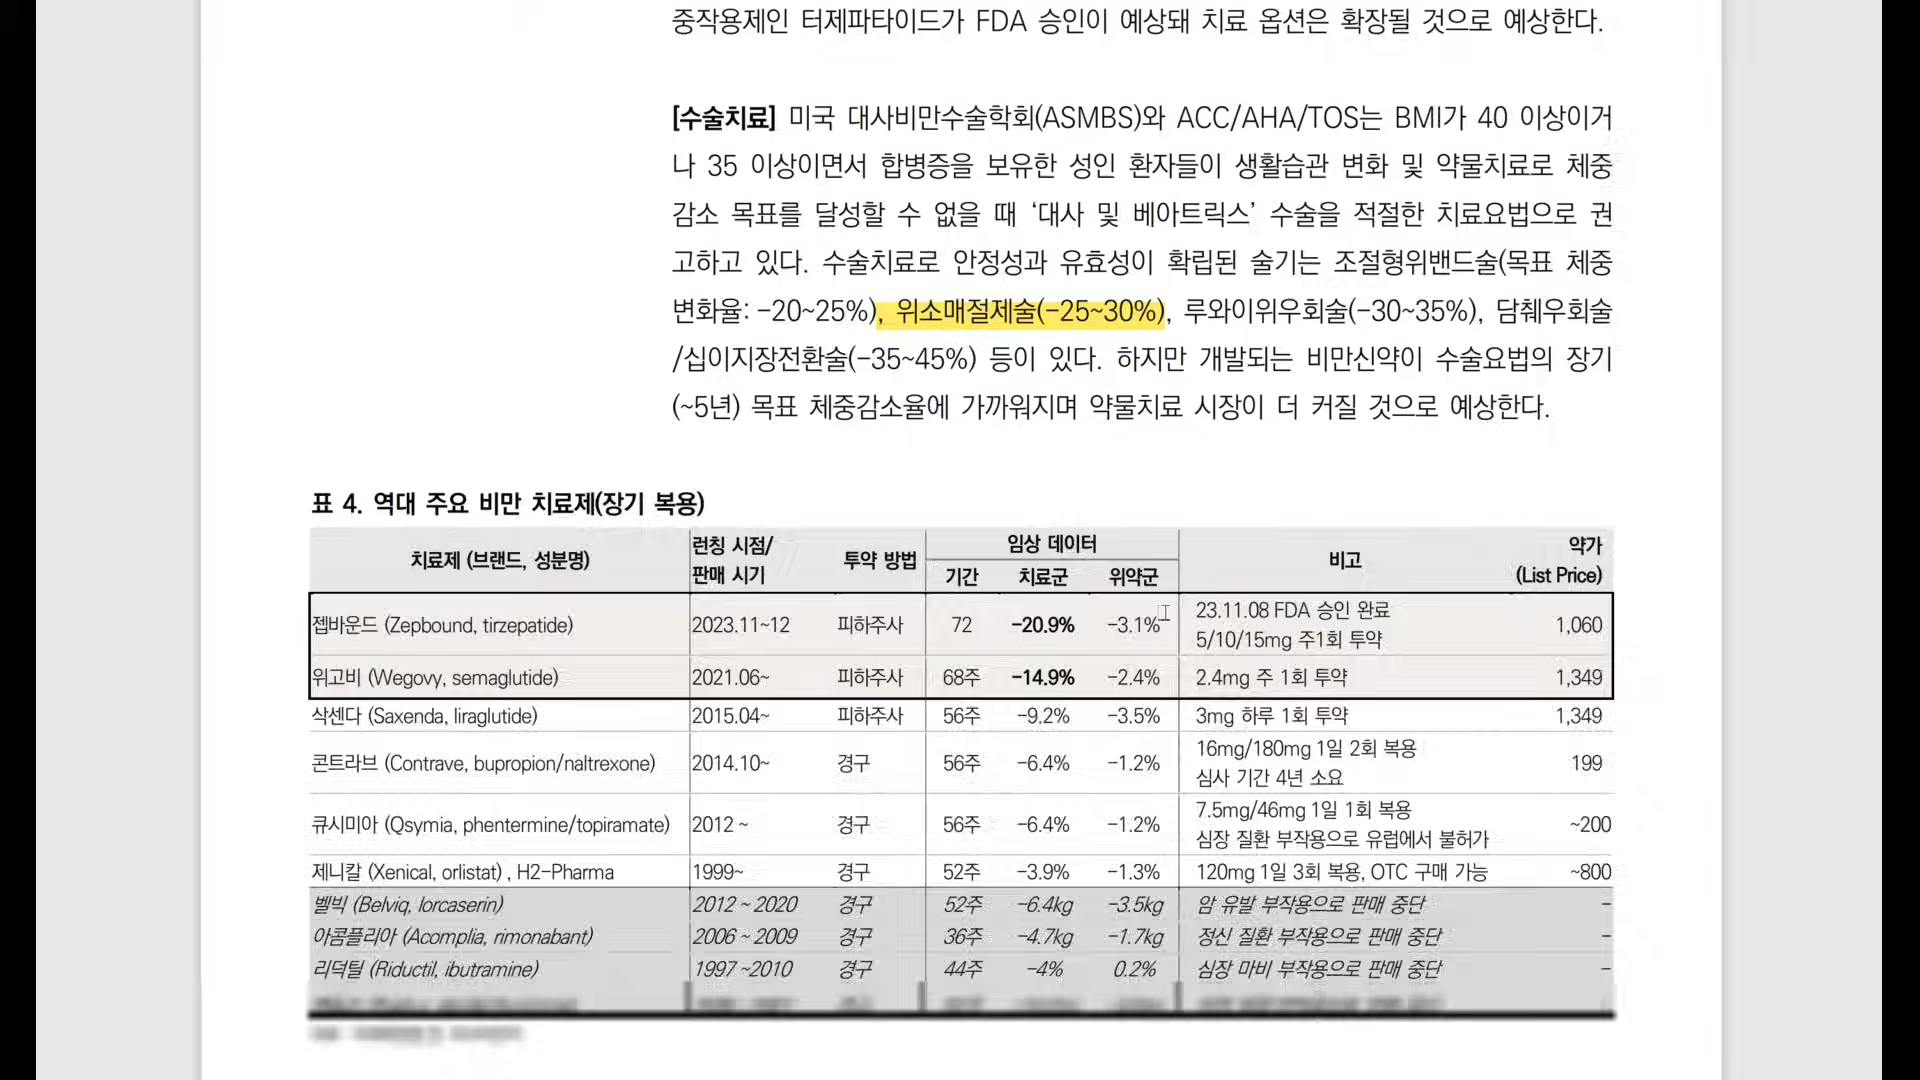 중작용제인 터제파타이드가 FDA 승인이 예상돼 치료 옵션은 확장될 것으로 예상한다.
[수술치료] 미국 대사비만수술학회(ASMBS)와 ACC/AHA/TOS는 BMI가 40 이상이거
나 35 이상이면서 합병증을 보유한 성인 환자들이 생활습관 변화 및 약물치료로 체중
감소 목표를 달성할 수 없을 때 ‘대사 및 베아트릭스’ 수술을 적절한 치료요법으로 권
고하고 있다. 수술치료로 안정성과 유효성이 확립된 술기는 조절형위밴드술(목표 체중
변화율: -20~25%), 위소매절제술(-25~30%), 루와이위우회술(-30~35%), 담췌우회술
/십이지장전환술(-35~45%) 등이 있다. 하지만 개발되는 비만신약이 수술요법의 장기
(~5년) 목표 체중감소율에 가까워지며 약물치료 시장이 더 커질 것으로 예상한다.
표 4. 역대 주요 비만 치료제(장기 복용)
치료제 (브랜드, 성분명) 런칭 시점/ 판매 시기 투약 방법 임상 데이터 비고 약가 (List Price)
기간 치료군 위약군
젭바운드 (Zepbound, tirzepatide) 2023.11~12 피하주사 72 -20.9% -3.1% 23.11.08 FDA 승인 완료 1,060
5/10/15mg 주1회 투약
위고비 (Wegovy, semaglutide) 2021.06~ 피하주사 68주 -14.9% -2.4% 2.4mg 주 1회 투약 1,349
삭센다 (Saxenda, liraglutide) 2015.04~ 피하주사 56주 -9.2% -3.5% 3mg 하루 1회 투약 1,349
콘트라브 (Contrave, bupropion/naltrexone) 2014.10~ 경구 56주 -6.4% -1.2% 16mg/180mg 1일 2회 복용 199
심사 기간 4년 소요
큐시미아 (Qsymia, phentermine/topiramate) 2012 ~ 경구 56주 -6.4% -1.2% 7.5mg/46mg 1일 1회 복용 ~200
심장 질환 부작용으로 유럽에서 불허가
제니칼 (Xenical, orlistat) , H2-Pharma 1999~ 경구 52주 -3.9% -1.3% 120mg 1일 3회 복용, OTC 구매 가능 ~800
벨빅 (Belviq, lorcaserin) 2012 ~ 2020 경구 52주 -6.4kg -3.5kg 암 유발 부작용으로 판매 중단 -
아콤플리아 (Acomplia, rimonabant) 2006 ~ 2009 경구 36주 -4.7kg -1.7kg 정신 질환 부작용으로 판매 중단 -
리덕틸 (Riductil, ibutramine) 1997 ~2010 경구 44주 -4% 0.2% 심장 마비 부작용으로 판매 중단 -